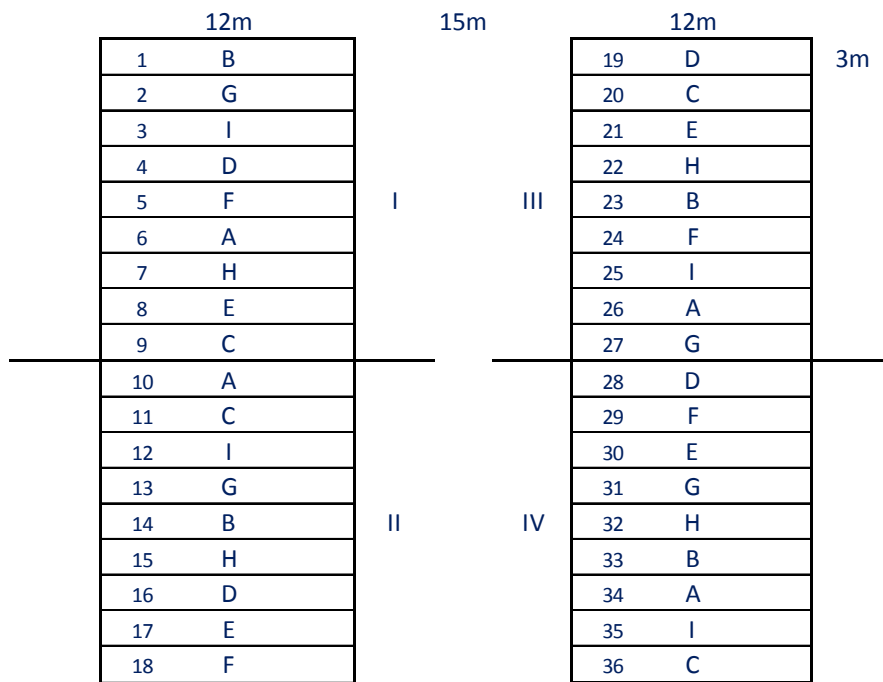 12m 15m 12m
1 B 19 D 3m
2 G 20 C
3 I 21 E
4 D 22 H
5 F I III 23 B
6 A 24 F
7 H 25 I
8 E 26 A
9 C 27 G
10 A 28 D
11 C 29 F
12 I 30 E
13 G 31 G
14 B II IV 32 H
15 H 33 B
16 D 34 A
17 E 35 I
18 F 36 C